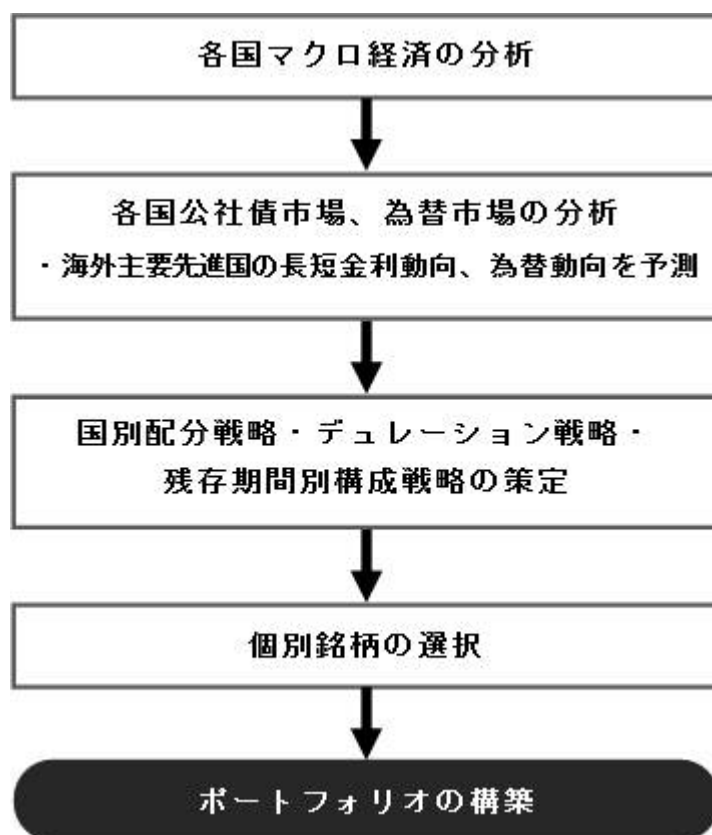 各国マクロ経済の分析
各国公社債市場、為替市場の分析
・海外主要先進国の長短金利動向、為替動向を予測
国別配分戦略・デュレーション戦略・
残存期間別構成戦略の策定
個別銘柄の選択
ポートフォリオの構築